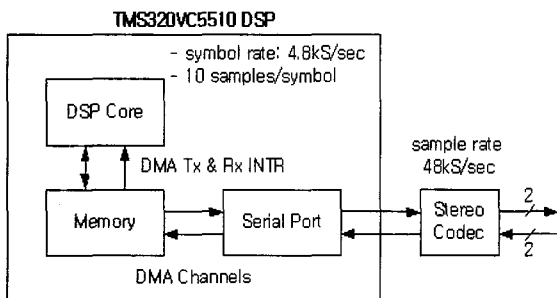 TMS320VC5510 DSP
- symbol rate: 4.8kS/sec
- 10 samples/symbol
DSP Core
DMA Tx & Rx INTR
sample rate
48kS/sec
Memory
Serial Port
Stereo
Codec
2
2
DMA Channels